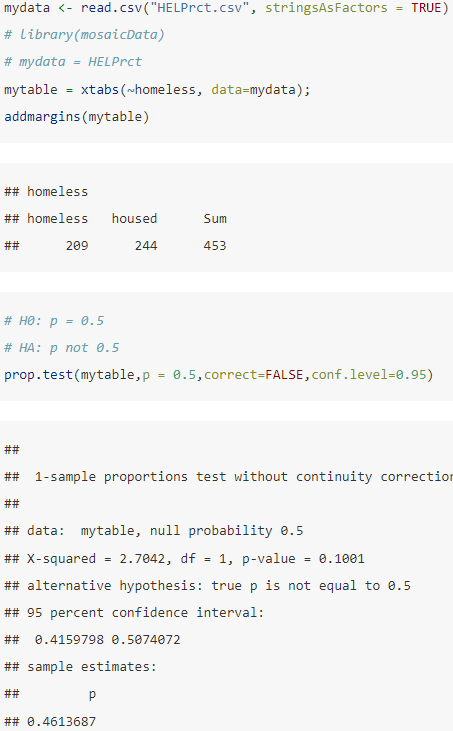 mydata <- read.csv("HELPrct.csv", stringsAsFactors = TRUE)
# library(mosaicData)
# mydata = HELPrct
mytable = xtabs(~homeless, data=mydata);
addmargins(mytable)
## homeless
## homeless   housed      Sum
##      209      244      453
# H0: p = 0.5
# HA: p not 0.5
prop.test(mytable,p = 0.5,correct=FALSE,conf.level=0.95)
##
##  1-sample proportions test without continuity correction
##
## data:  mytable, null probability 0.5
## X-squared = 2.7042, df = 1, p-value = 0.1001
## alternative hypothesis: true p is not equal to 0.5
## 95 percent confidence interval:
##  0.4159798 0.5074072
## sample estimates:
##         p
## 0.4613687